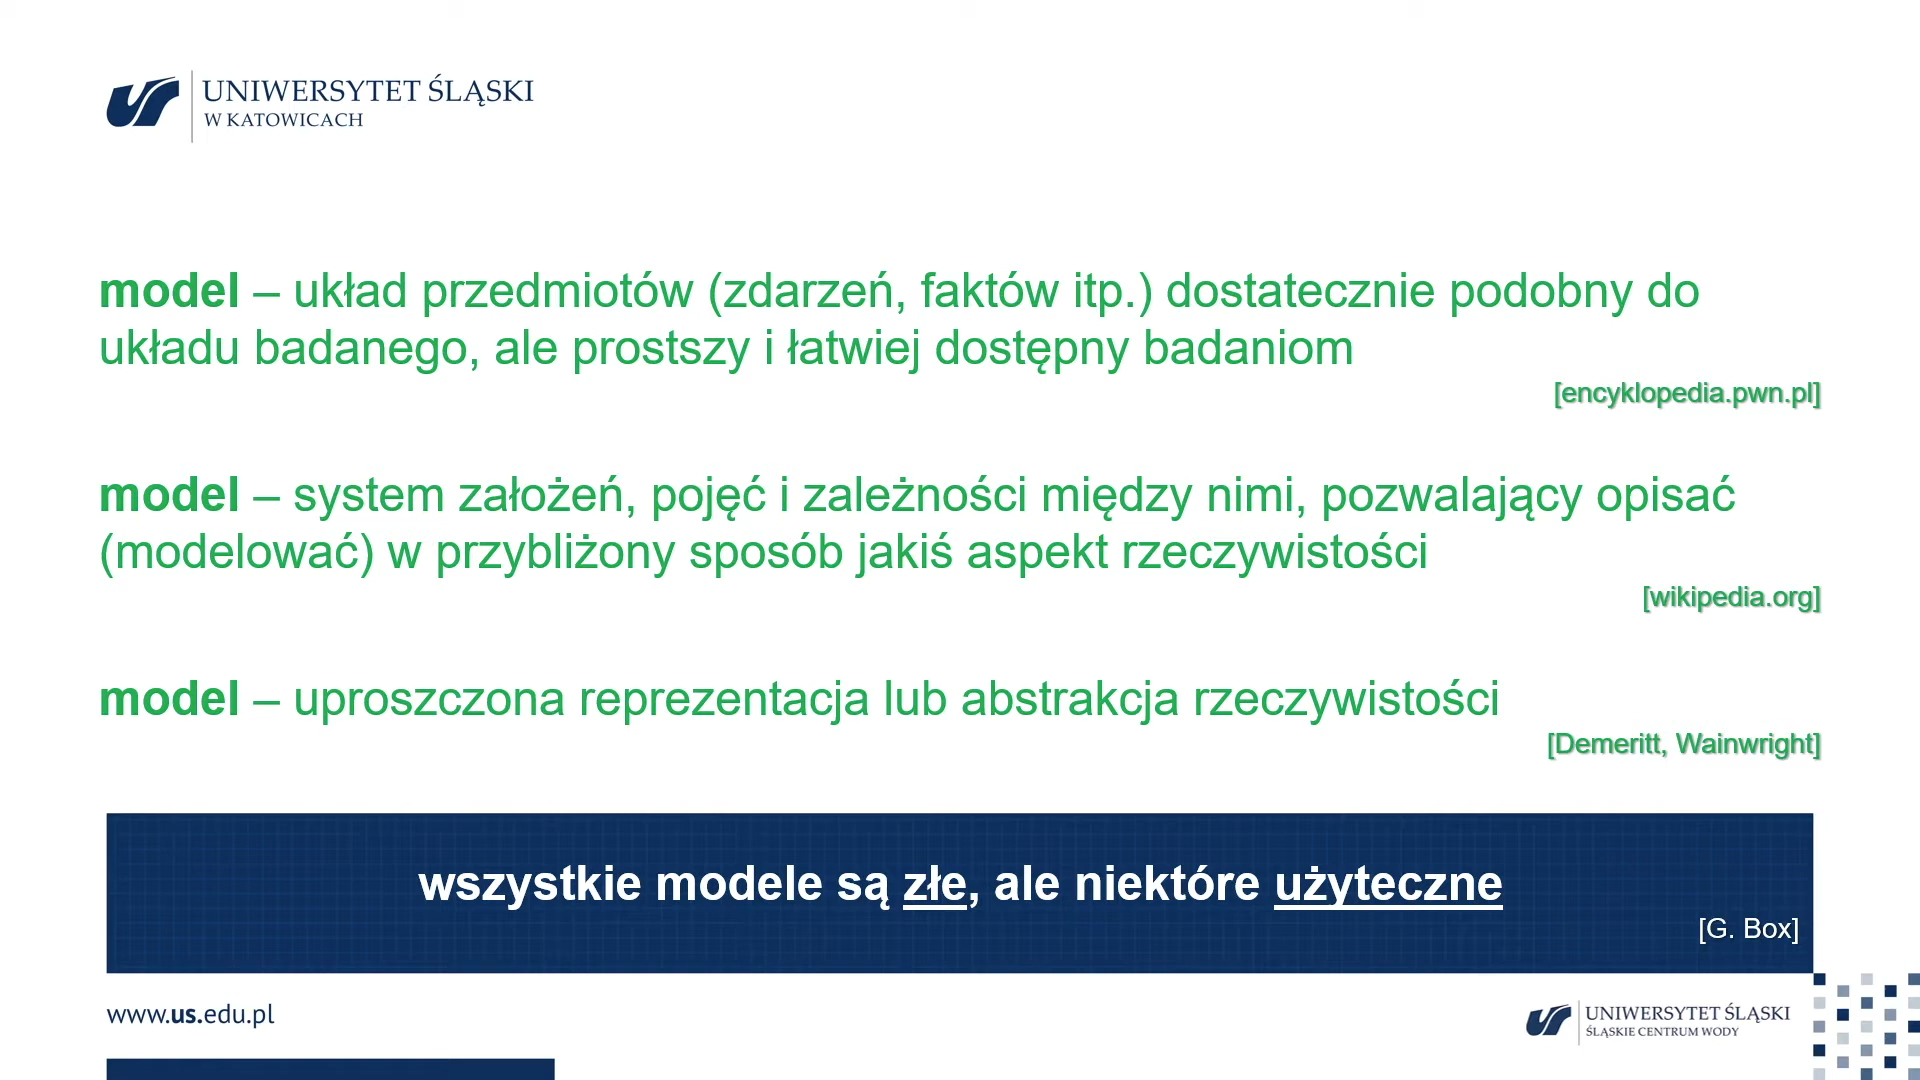 UNIWERSYTET ŚLĄSKI
W KATOWICACH
model – układ przedmiotów (zdarzeń, faktów itp.) dostatecznie podobny do
układu badanego, ale prostszy i łatwiej dostępny badaniom
[encyklopedia.pwn.pl]
model – system założeń, pojęć i zależności między nimi, pozwalający opisać
(modelować) w przybliżony sposób jakiś aspekt rzeczywistości
[wikipedia.org]
model – uproszczona reprezentacja lub abstrakcja rzeczywistości
[Demeritt, Wainwright]
wszystkie modele są złe, ale niektóre użyteczne
[G. Box]
www.us.edu.pl
UNIWERSYTET ŚLĄSKI
ŚLĄSKIE CENTRUM WODY